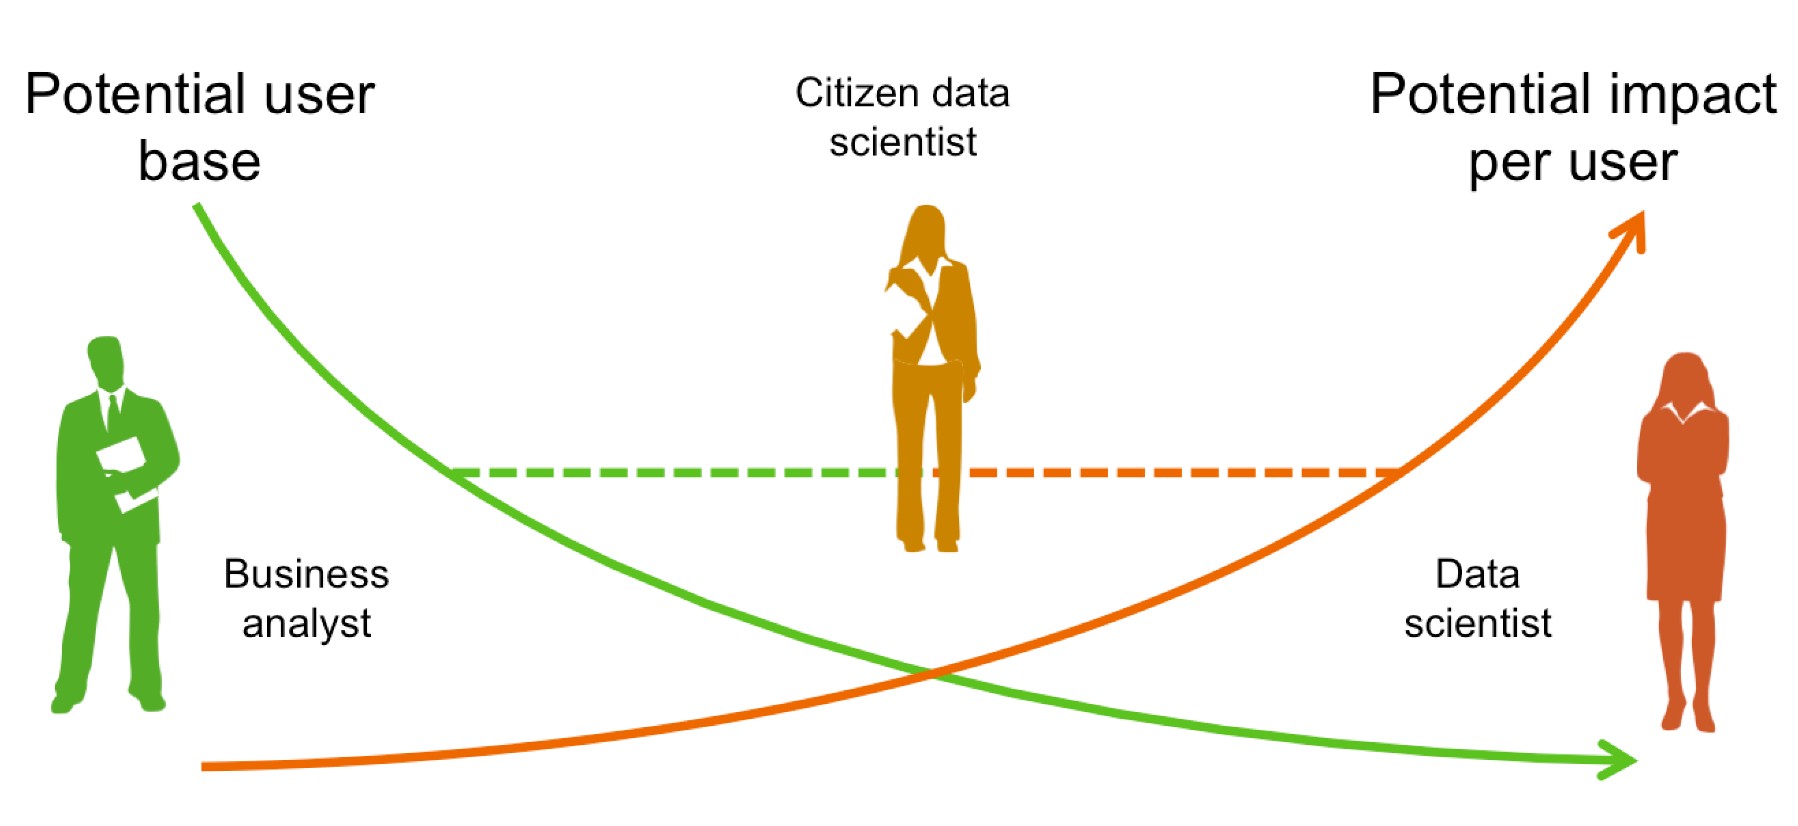 Potential user
base
Citizen data
scientist
Potential impact
per user
Business
analyst
Data
scientist